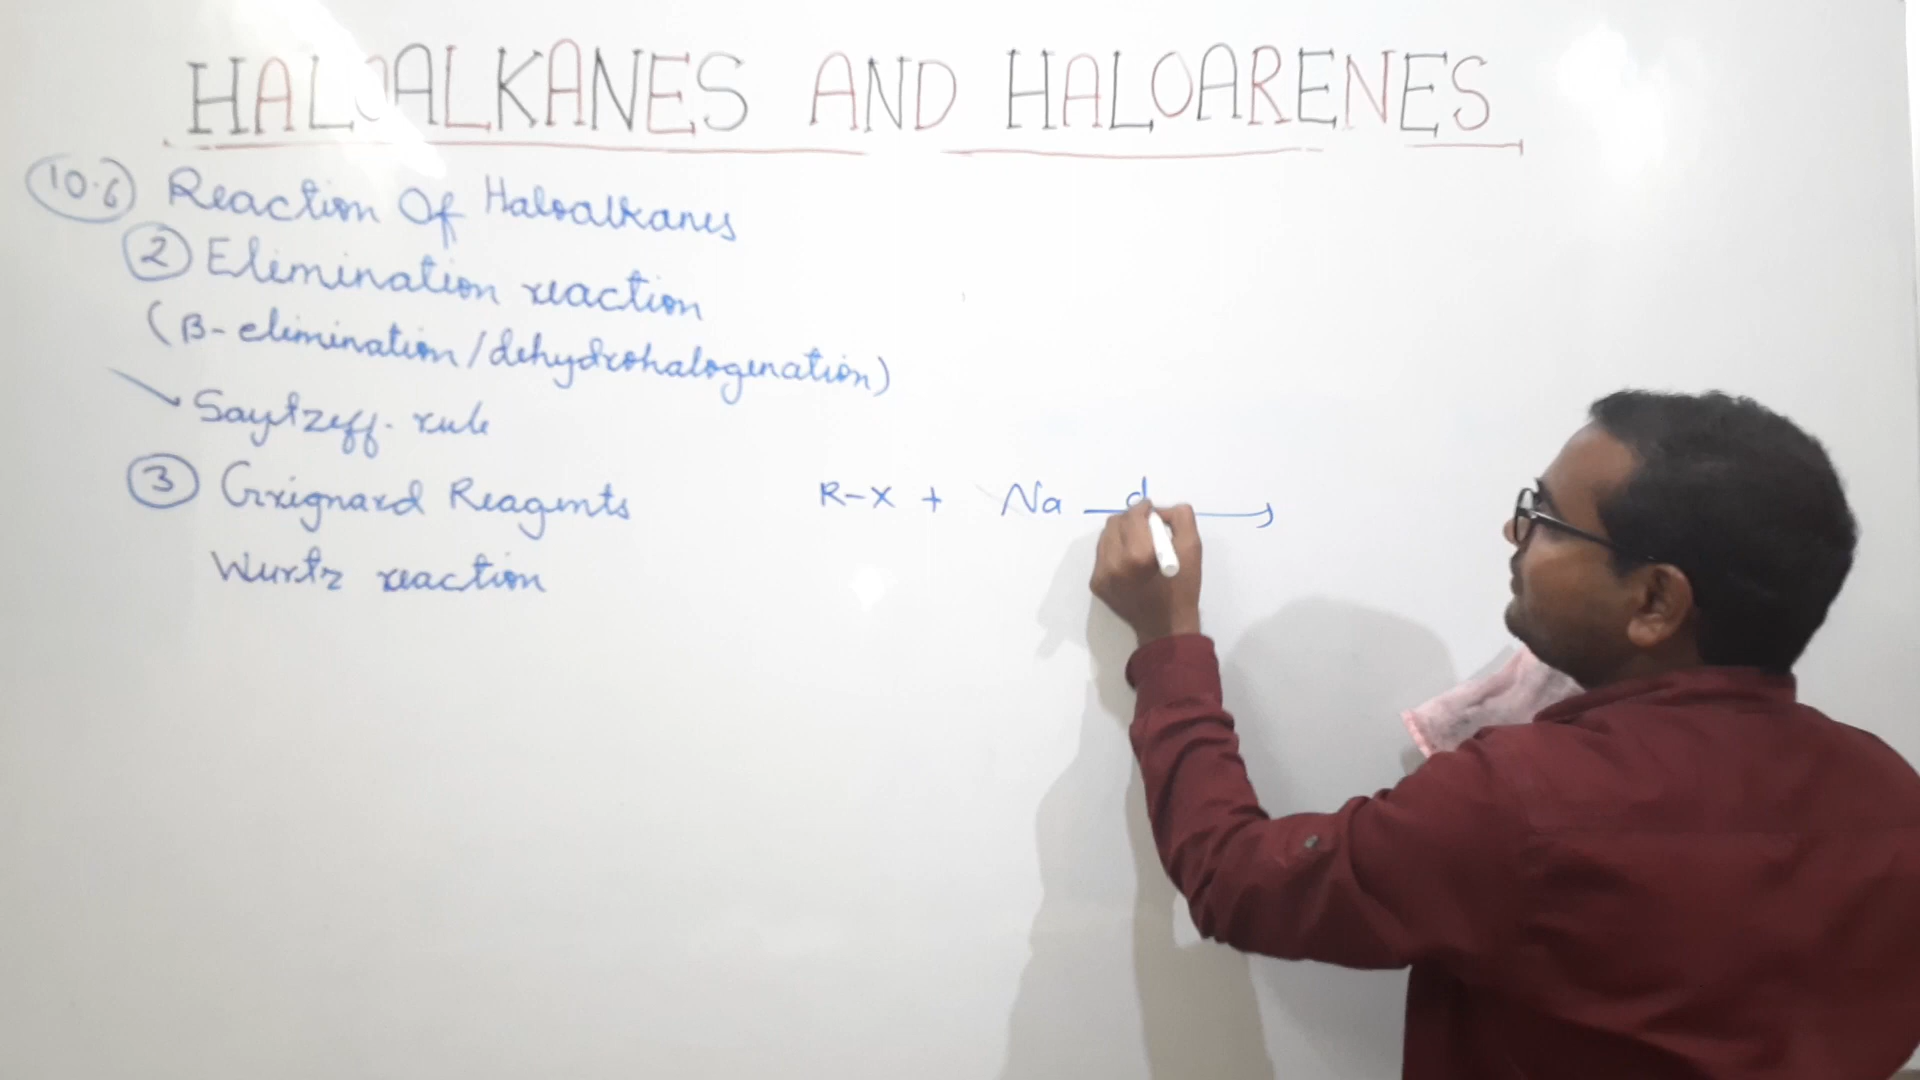 HALOALKANES AND HALOARENES
10.6 Reaction Of Haloalkanes
2 Elimination reaction
(β-elimination/dehydrohalogenation)
Saytzeff. rule
3 Grignard Reagents
R-X + Na d
Wurtz reaction